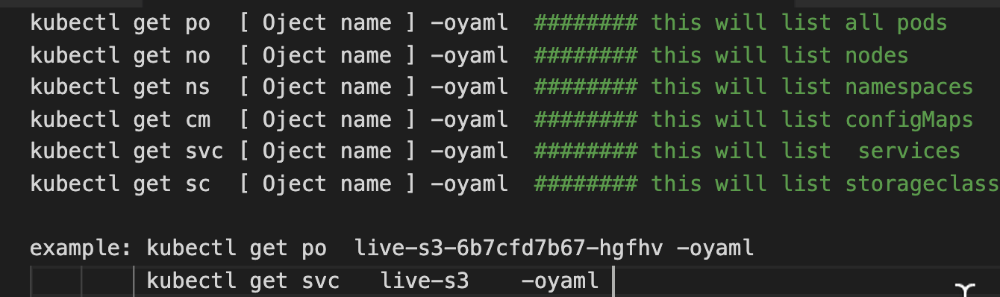 kubectl get po [ Oject name ] -oyaml ######## this will list all pods
kubectl get no [ Oject name ] -oyaml ######## this will list nodes
kubectl get ns [ Oject name ] -oyaml ######## this will list namespaces
kubectl get cm [ Oject name ] -oyaml ######## this will list configMaps
kubectl get svc [ Oject name ] -oyaml ######## this will list services
kubectl get sc [ Oject name ] -oyaml ######## this will list storageclass
example: kubectl get po live-s3-6b7cfd7b67-hgfhv -oyaml
kubectl get svc live-s3 -oyaml